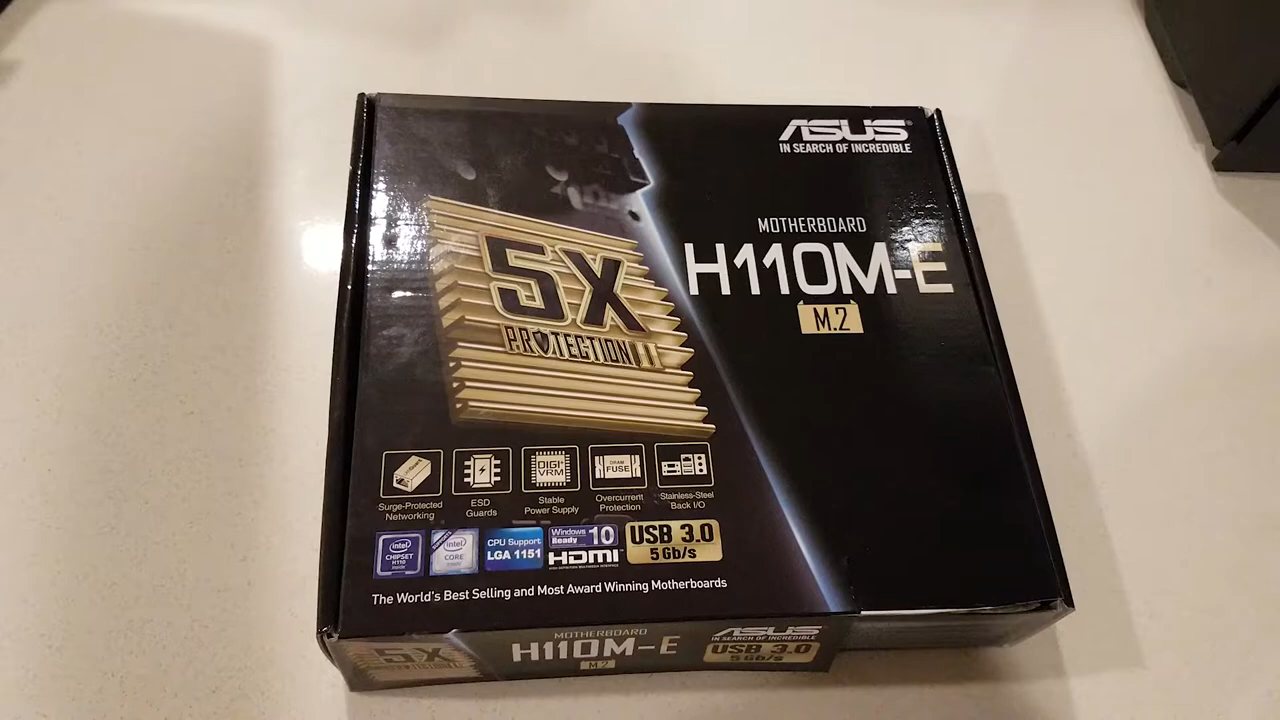 ASUS
IN SEARCH OF INCREDIBLE
MOTHERBOARD
H110M-E
M.2
5X
PROTECTION II
DIGI+
VRM
DRAM
FUSE
Surge-Protected
Networking
ESD
Guards
Stable
Power Supply
Overcurrent
Protection
Stainless-Steel
Back I/O
intel
CHIPSET
H110
inside
intel
CORE
CPU Support
LGA 1151
Windows
Ready
10
HDMI
USB 3.0
5Gb/s
The World's Best Selling and Most Award Winning Motherboards
5X
MOTHERBOARD
H110M-E
M.2
ASUS
IN SEARCH OF INCREDIBLE
USB 3.0
5Gb/s